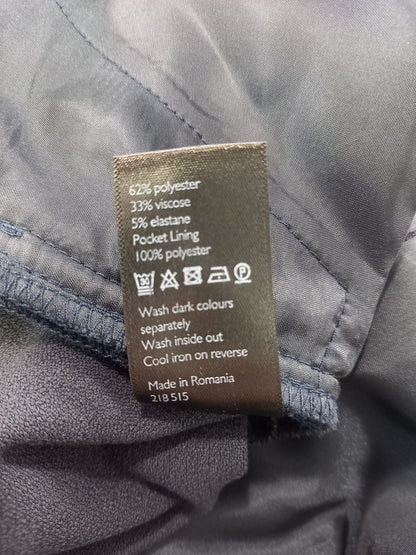 62% polyester
33% viscose
5% elastane
Pocket Lining
100% polyester
30 P
Wash dark colours
separately
Wash inside out
Cool iron on reverse
Made in Romania
218 515